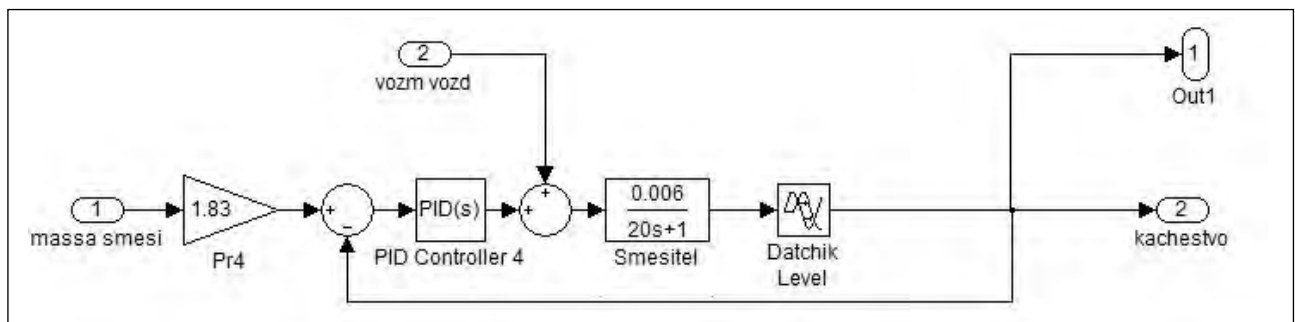 2
vozm vozd
1
Out1
1
massa smesi
1.83
Pr4
+
−
PID(s)
PID Controller 4
+
+
0.006
20s+1
Smesitel
Datchik
Level
2
kachestvo